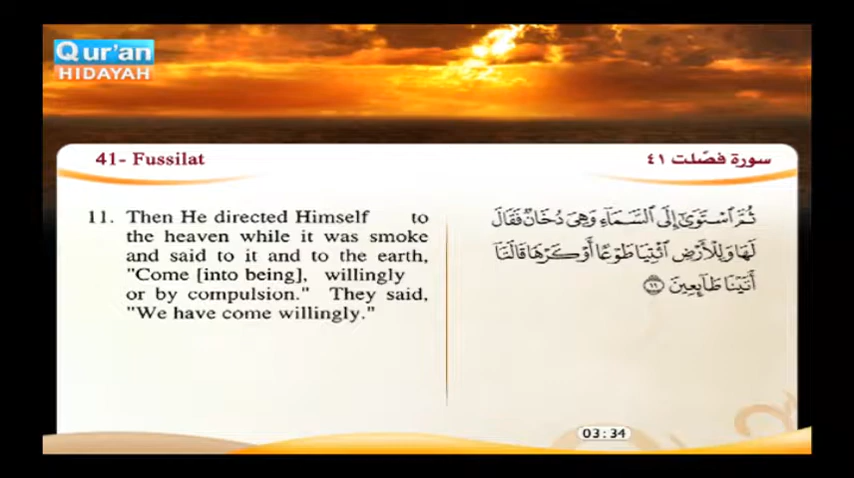 Qur'an
HIDAYAH
41- Fussilat
سورة فصّلت ٤١
11. Then He directed Himself to
the heaven while it was smoke
and said to it and to the earth,
"Come [into being], willingly
or by compulsion." They said,
"We have come willingly."
ثُمَّ ٱسْتَوَىٰٓ إِلَى ٱلسَّمَآءِ وَهِىَ دُخَانٌ فَقَالَ
لَهَا وَلِلْأَرْضِ ٱئْتِيَا طَوْعًا أَوْ كَرْهًا قَالَتَآ
أَتَيْنَا طَآئِعِينَ ١١
03:34